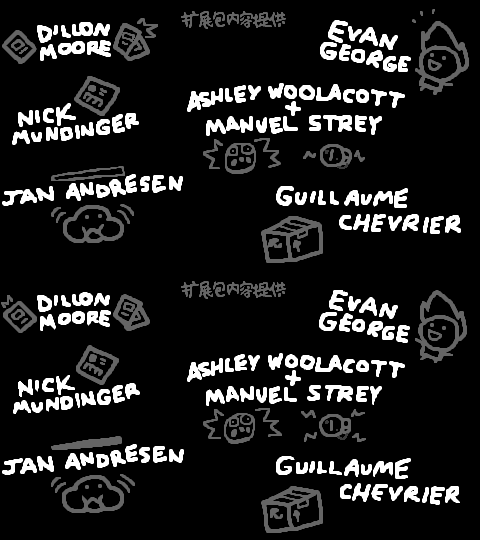 扩展包内容提供
DILLON
MOORE
EVAN
GEORGE
NICK
MUNDINGER
ASHLEY WOOLACOTT
+
MANUEL STREY
JAN ANDRESEN
GUILLAUME
CHEVRIER
扩展包内容提供
DILLON
MOORE
EVAN
GEORGE
NICK
MUNDINGER
ASHLEY WOOLACOTT
+
MANUEL STREY
JAN ANDRESEN
GUILLAUME
CHEVRIER